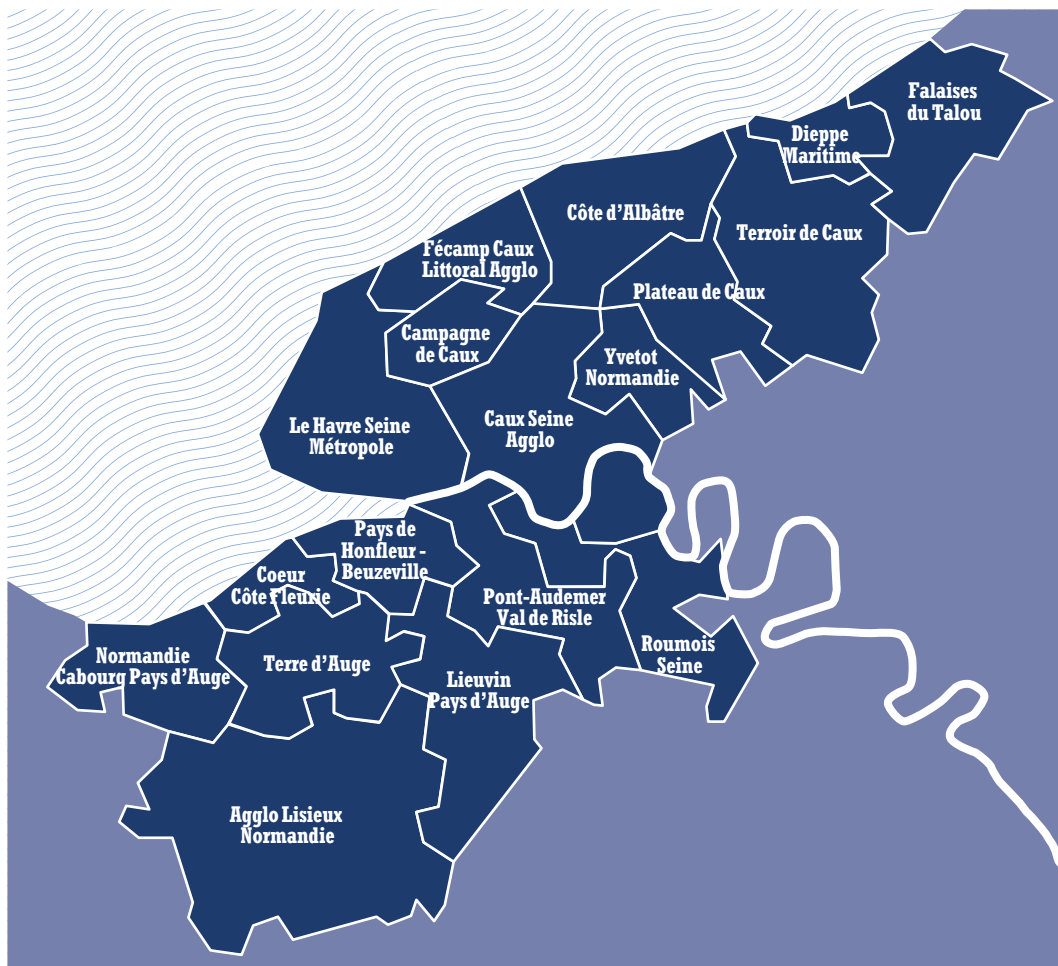 Falaises
du Talou
Dieppe
Maritime
Côte d'Albâtre
Terroir de Caux
Fécamp Caux
Littoral Agglo
Plateau de Caux
Campagne
de Caux
Yvetot
Normandie
Le Havre Seine
Métropole
Caux Seine
Agglo
Pays de
Honfleur -
Beuzeville
Coeur
Côte Fleurie
Pont-Audemer
Val de Risle
Roumois
Seine
Normandie
Cabourg Pays d'Auge
Terre d'Auge
Lieuvin
Pays d'Auge
Agglo Lisieux
Normandie